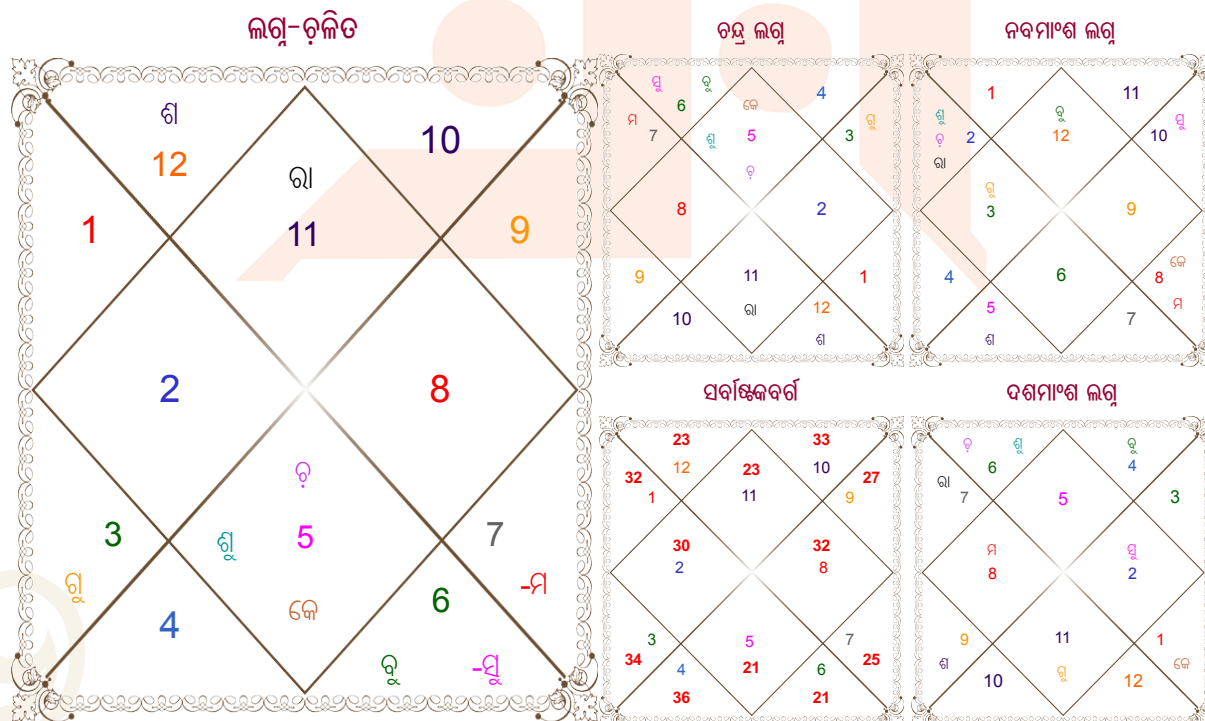 ଲଗ୍ନ-ଚ଼ଳିତ
ଶ
12
10
ରା
11
1
9
2
8
ଚ଼
3
ଶୁ
5
7
ଗୁ
-ମ
4
କେ
6
ବୁ
-ସୁ
ଚନ୍ଦ୍ର ଲଗ୍ନ
ସୁ
ବୁ
6
କେ
4
ମ
ଗୁ
7
ଶୁ
5
3
ଚ଼
8
2
9
11
1
10
ରା
12
ଶ
ନବମାଂଶ ଲଗ୍ନ
1
11
ଶୁ
ବୁ
ସୁ
ଚ଼
2
12
10
ରା
ଗୁ
3
9
4
6
କେ
8
5
7
ମ
ଶ
ସର୍ବାଷ୍ଟକବର୍ଗ
23
33
12
23
10
32
27
1
11
9
30
32
2
8
3
5
7
34
4
21
6
25
36
21
ଦଶମାଂଶ ଲଗ୍ନ
ଚ଼
ଶୁ
ବୁ
6
4
ରା
7
5
3
ମ
ସୁ
8
2
9
11
1
ଶ
କେ
10
ଗୁ
12